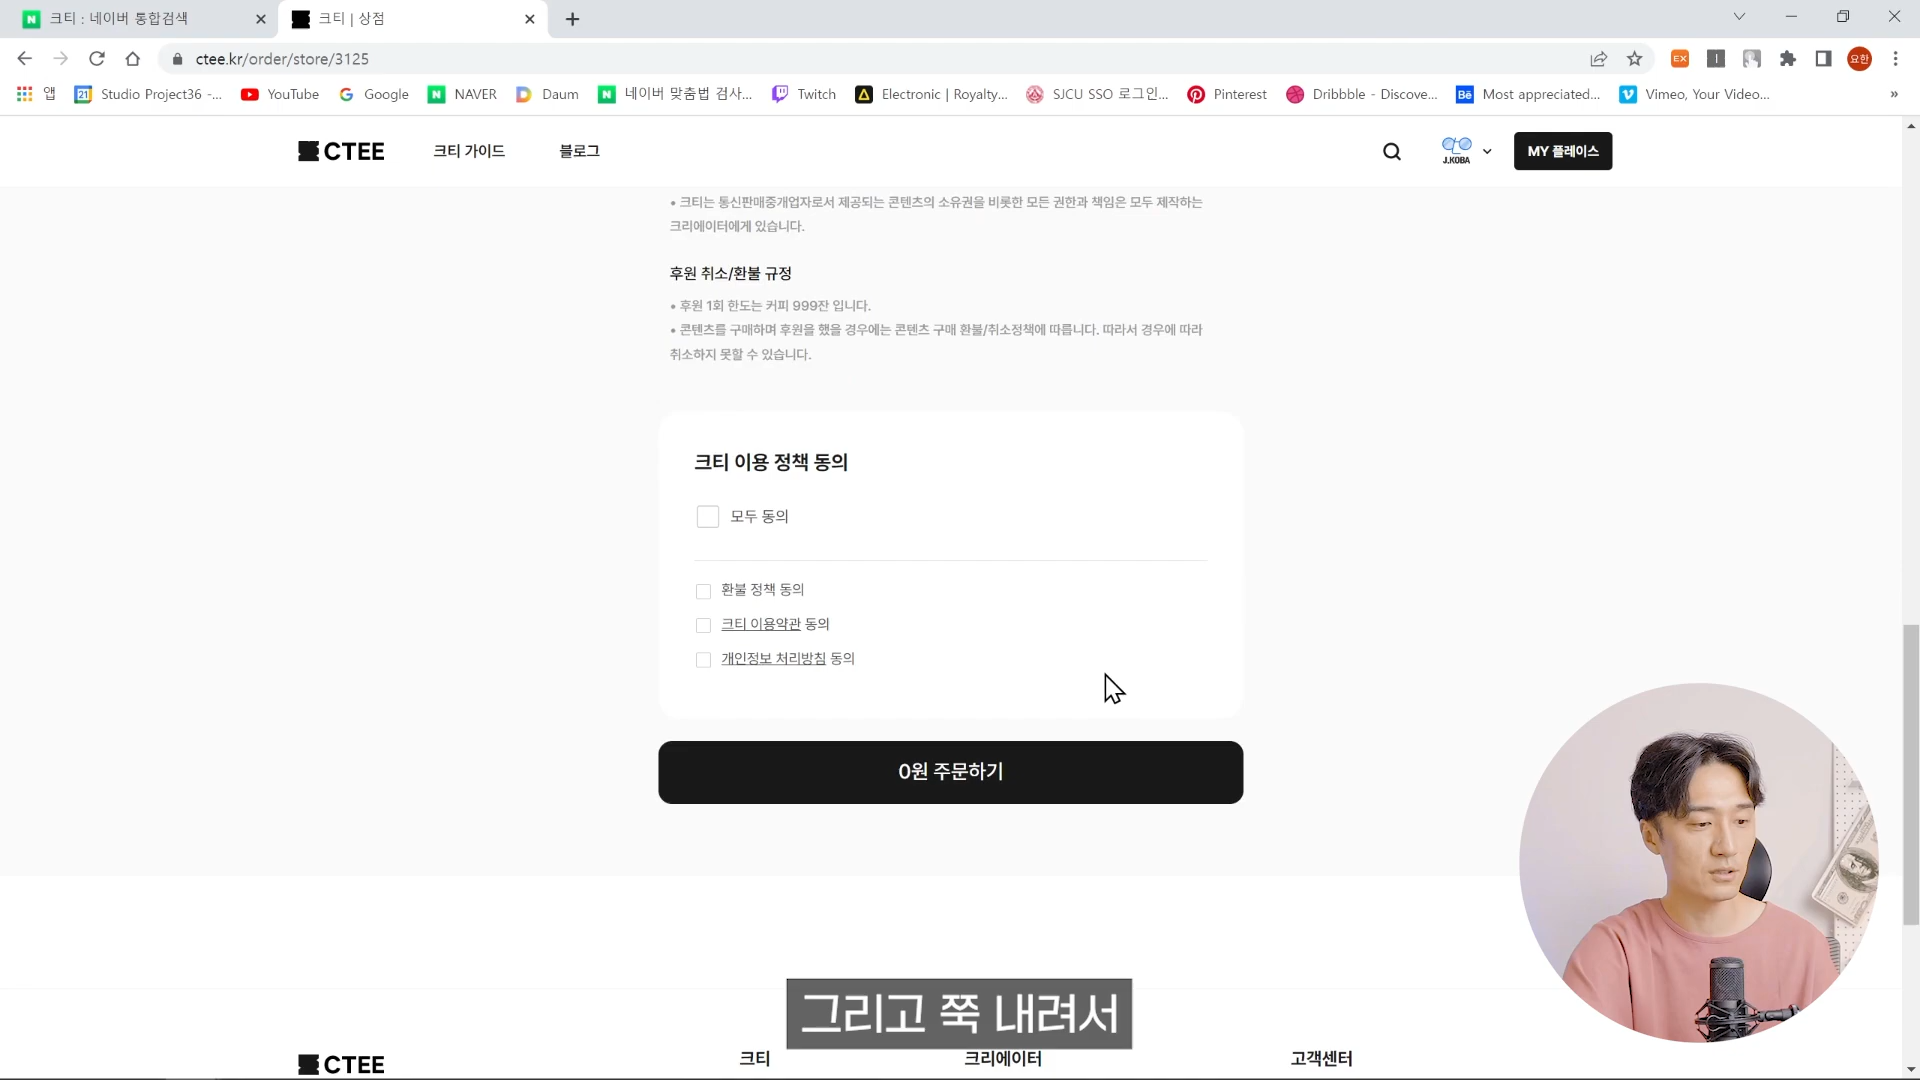 크티 : 네이버 통합검색
크티 | 상점
ctee.kr/order/store/3125
EX
요한
앱
21
Studio Project36 -...
YouTube
Google
N
NAVER
Daum
N
네이버 맞춤법 검사...
Twitch
Electronic | Royalty...
SJCU SSO 로그인...
Pinterest
Dribbble - Discove...
Bē
Most appreciated...
Vimeo, Your Video...
»
CTEE
크티 가이드
블로그
J.KOBA
MY 플레이스
• 크티는 통신판매중개업자로서 제공되는 콘텐츠의 소유권을 비롯한 모든 권한과 책임은 모두 제작하는
크리에이터에게 있습니다.
후원 취소/환불 규정
• 후원 1회 한도는 커피 999잔 입니다.
• 콘텐츠를 구매하며 후원을 했을 경우에는 콘텐츠 구매 환불/취소정책에 따릅니다. 따라서 경우에 따라
취소하지 못할 수 있습니다.
크티 이용 정책 동의
모두 동의
환불 정책 동의
크티 이용약관 동의
개인정보 처리방침 동의
0원 주문하기
그리고 쭉 내려서
CTEE
크티
크리에이터
고객센터